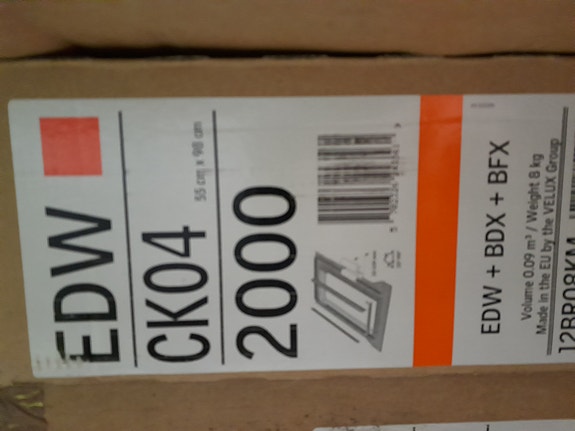 EDW
CK04
55 cm x 98 cm
2000
EDW + BDX + BFX
Volume 0.09 m³ / Weight 8 kg
Made in the EU by the VELUX Group
12BR08KM